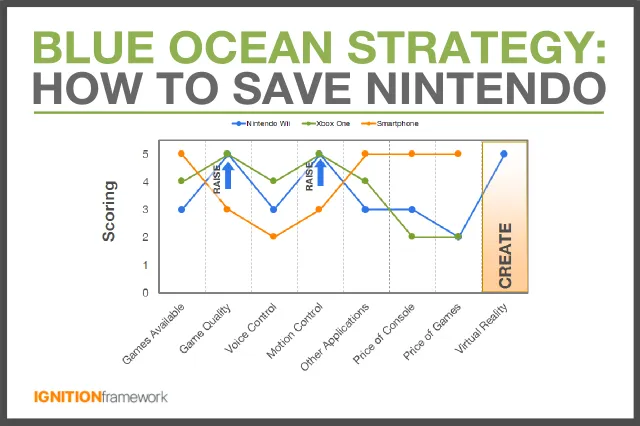 BLUE OCEAN STRATEGY:
HOW TO SAVE NINTENDO
Nintendo Wii Xbox One Smartphone
Scoring
5
4
3
2
1
0
RAISE
RAISE
CREATE
Games Available
Game Quality
Voice Control
Motion Control
Other Applications
Price of Console
Price of Games
Virtual Reality
IGNITIONframework